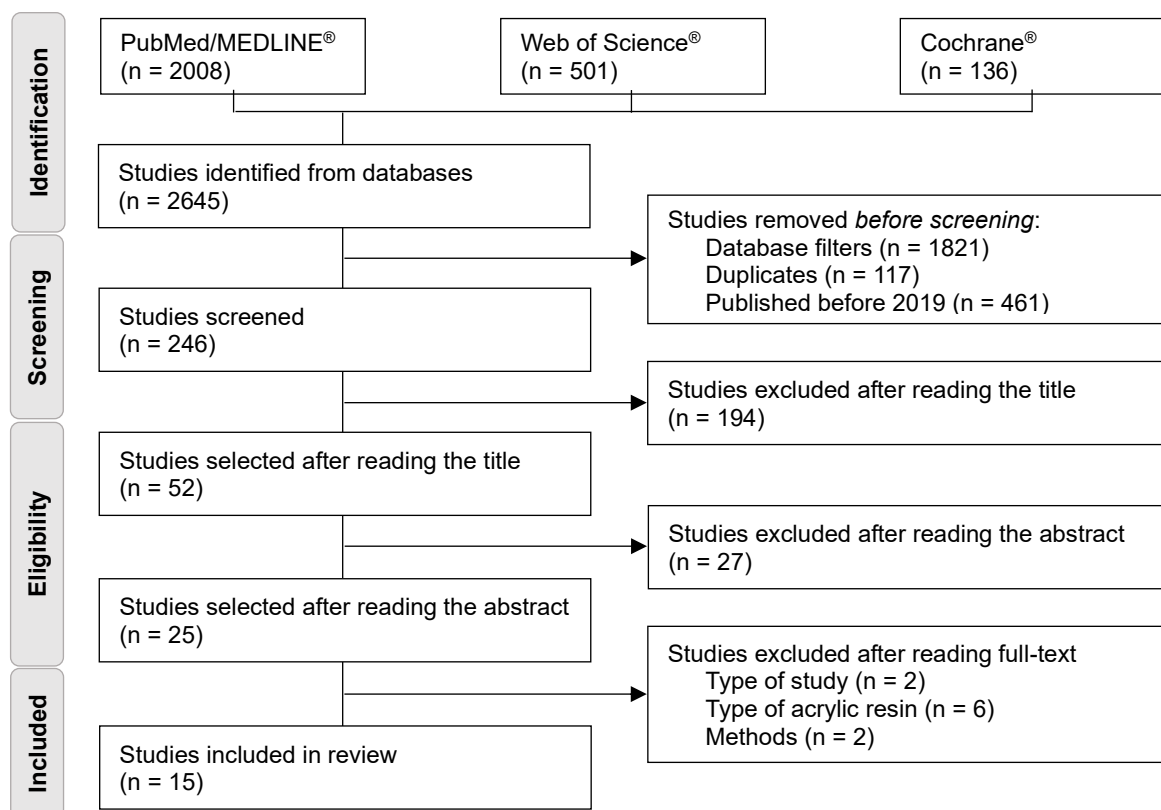 Identification
PubMed/MEDLINE®
(n = 2008)
Web of Science®
(n = 501)
Cochrane®
(n = 136)
Studies identified from databases
(n = 2645)
Screening
Studies removed before screening:
Database filters (n = 1821)
Duplicates (n = 117)
Published before 2019 (n = 461)
Studies screened
(n = 246)
Studies excluded after reading the title
(n = 194)
Eligibility
Studies selected after reading the title
(n = 52)
Studies excluded after reading the abstract
(n = 27)
Studies selected after reading the abstract
(n = 25)
Studies excluded after reading full-text
Type of study (n = 2)
Type of acrylic resin (n = 6)
Methods (n = 2)
Included
Studies included in review
(n = 15)